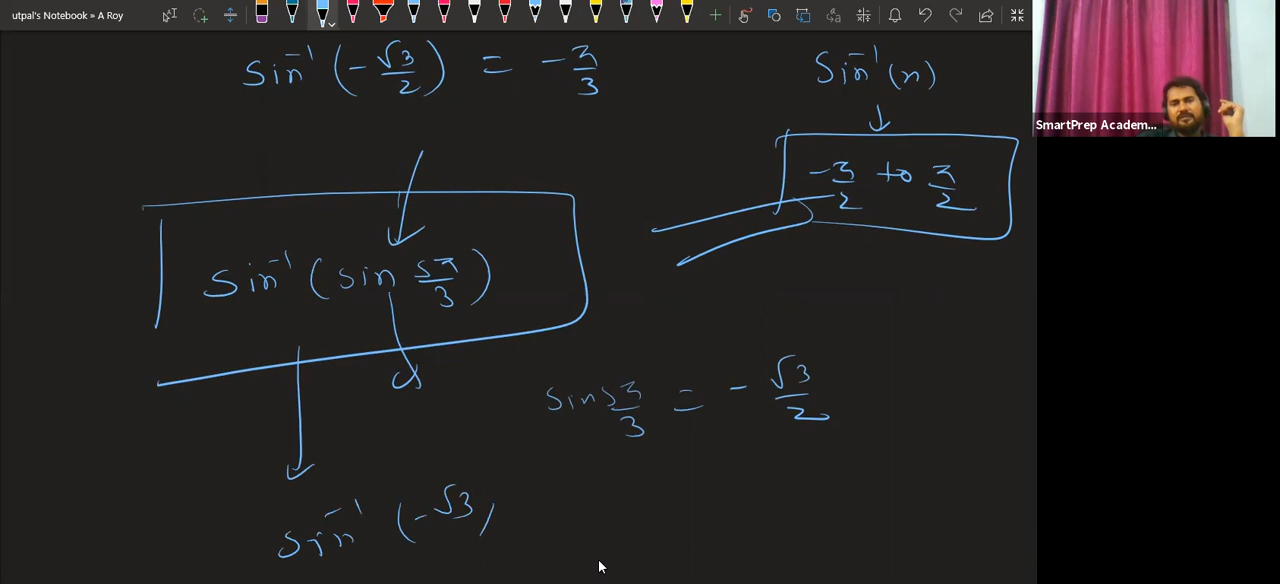 utpal's Notebook » A Roy
SmartPrep Academ...
sin⁻¹(-√3/2) = -π/3
sin⁻¹(x)
-π/2 to π/2
sin⁻¹(sin 5π/3)
sin 5π/3 = -√3/2
sin⁻¹(-√3)